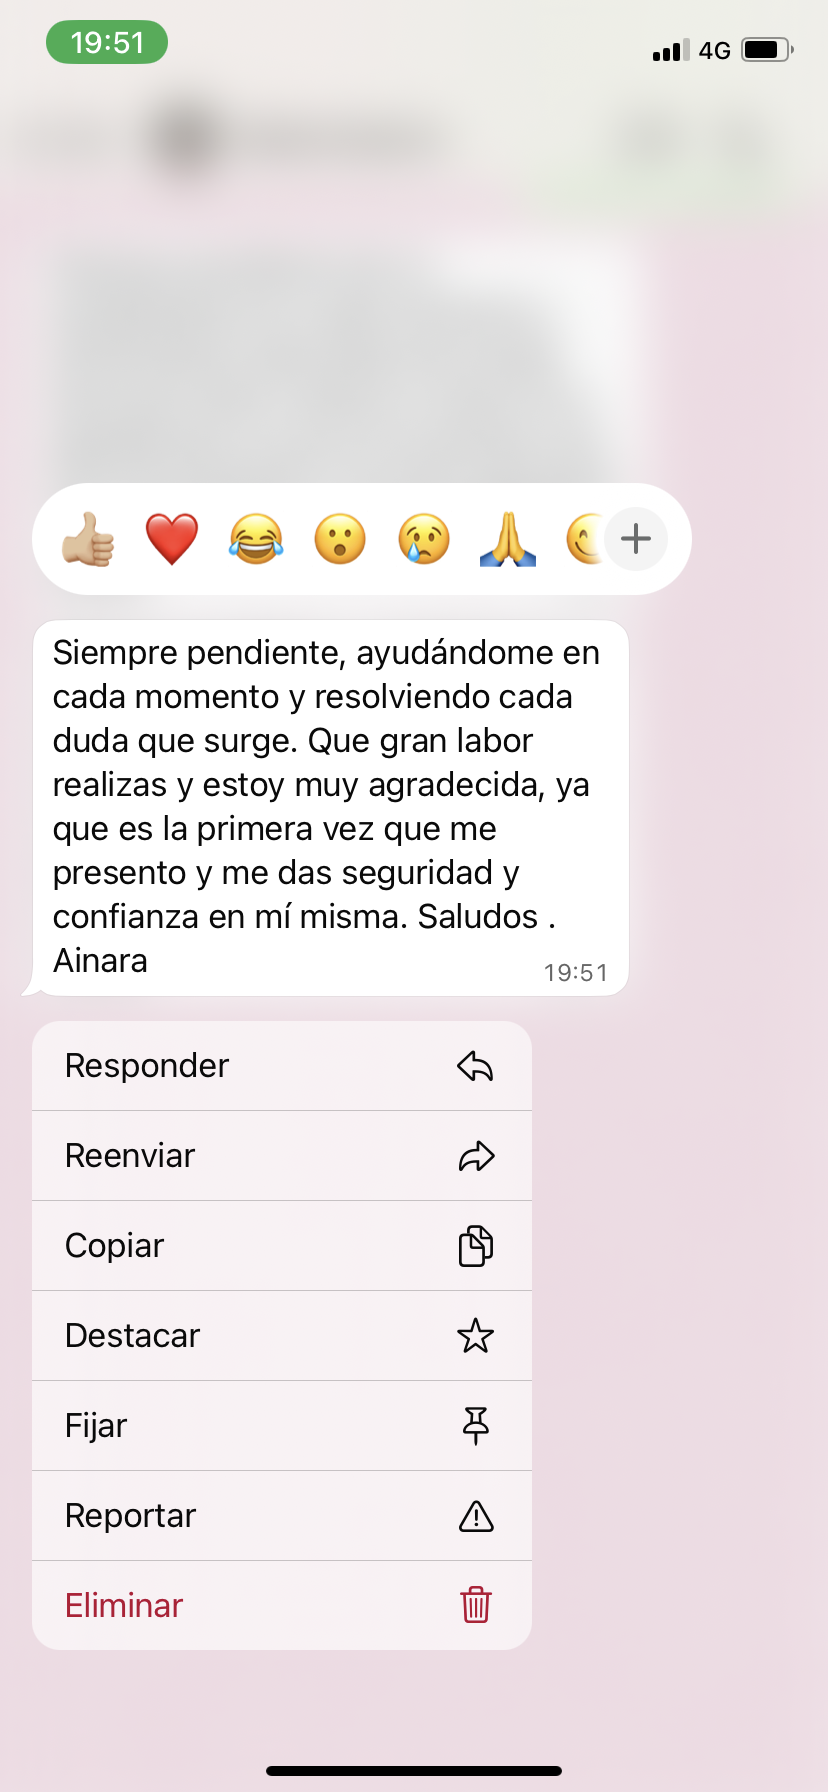 19:51
4G
Siempre pendiente, ayudándome en
cada momento y resolviendo cada
duda que surge. Que gran labor
realizas y estoy muy agradecida, ya
que es la primera vez que me
presento y me das seguridad y
confianza en mí misma. Saludos .
Ainara
19:51
Responder
Reenviar
Copiar
Destacar
Fijar
Reportar
Eliminar